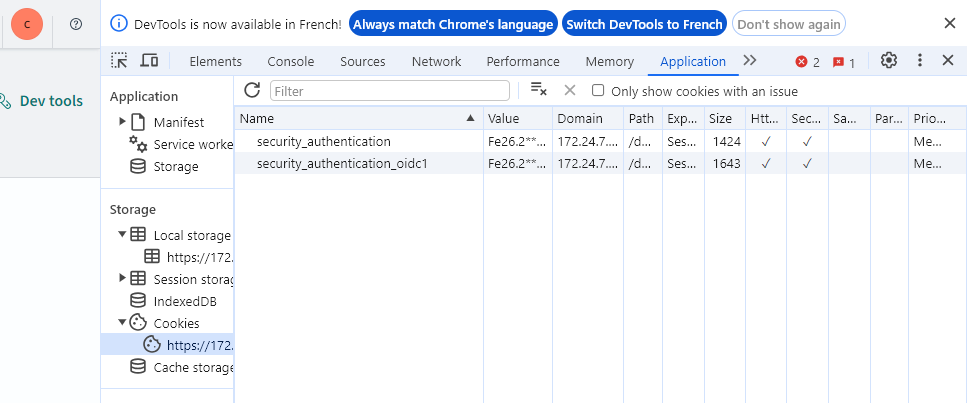 C
DevTools is now available in French! Always match Chrome's language Switch DevTools to French Don't show again
Dev tools
Elements Console Sources Network Performance Memory Application 2 1
Application
Manifest
Service worke
Storage
Storage
Local storage
https://172.
Session storag
IndexedDB
Cookies
https://172.
Cache storage
Filter Only show cookies with an issue
Name Value Domain Path Exp... Size Htt... Sec... Sa... Par... Prio...
security_authentication Fe26.2**... 172.24.7.... /d... Ses... 1424 ✓ ✓ Me...
security_authentication_oidc1 Fe26.2**... 172.24.7.... /d... Ses... 1643 ✓ ✓ Me...